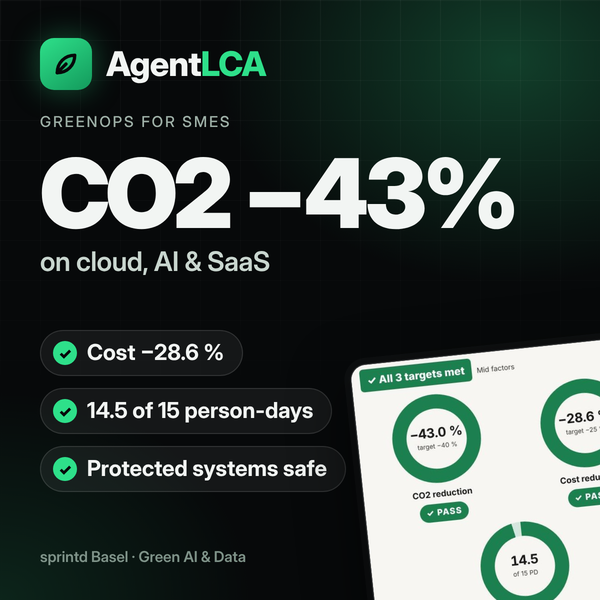 AgentLCA
GREENOPS FOR SMES
CO2 −43%
on cloud, AI & SaaS
Cost −28.6 %
14.5 of 15 person-days
Protected systems safe
sprintd Basel · Green AI & Data
All 3 targets met
Mid factors
−43.0 %
target −40 %
CO2 reduction
PASS
−28.6
target −25
Cost
14.5
of 15 PD